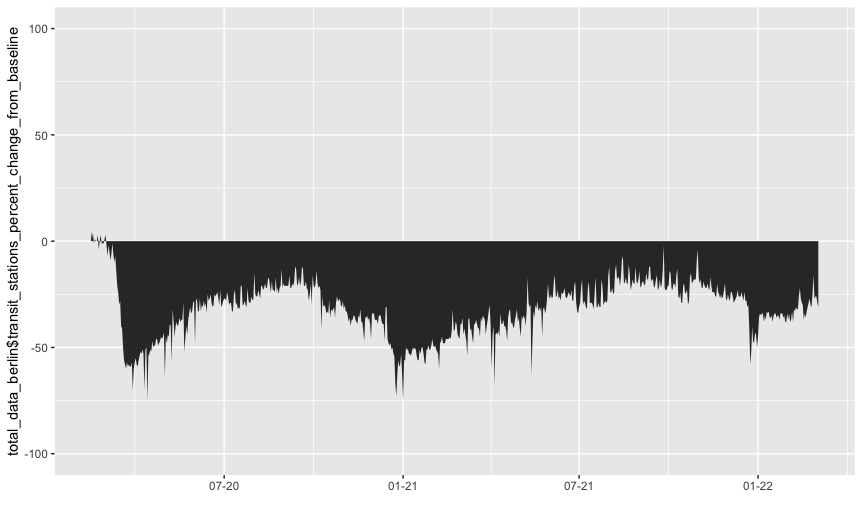 total_data_berlin$transit_stations_percent_change_from_baseline
100
50
0
-50
-100
07-20 01-21 07-21 01-22